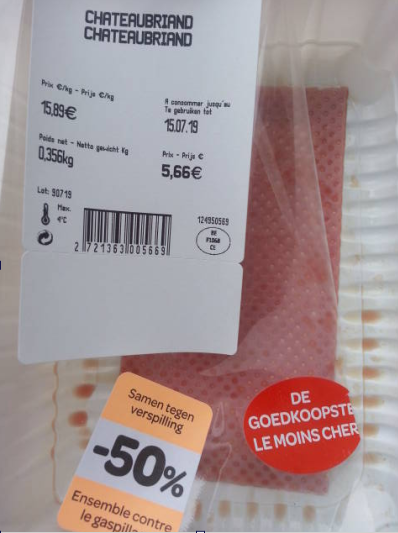 CHATEAUBRIAND
CHATEAUBRIAND
Prix €/kg - Prijs €/kg
15,89€
A consommer jusqu'au
Te gebruiken tot
15.07.19
Poids net - Netto gewicht kg
0,356kg
Prix - Prijs €
5,66€
Lot: 90719
Max.
4°C
2 721363 005669
BE
CE
Samen tegen
verspilling
-50%
Ensemble contre
le
DE
GOEDKOOPSTE
LE MOINS CHER